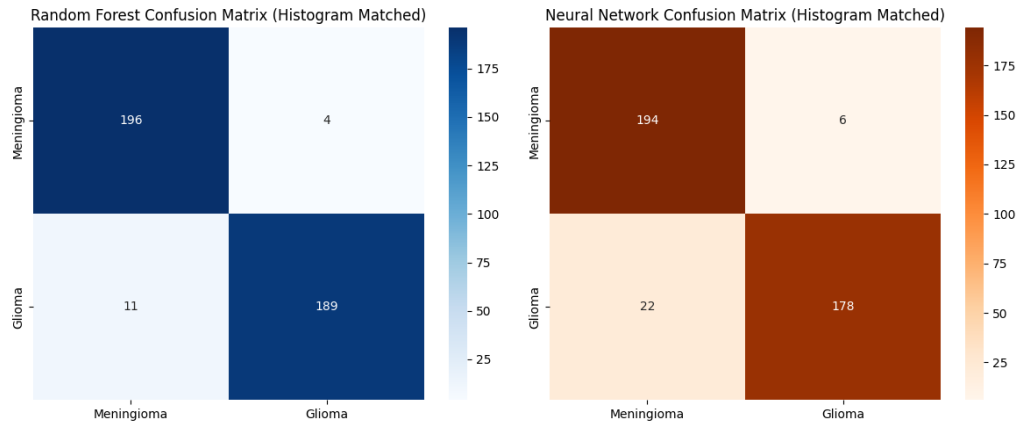 Random Forest Confusion Matrix (Histogram Matched)
Meningioma
Glioma
196
4
11
189
Meningioma
Glioma
175
150
125
100
75
50
25
Neural Network Confusion Matrix (Histogram Matched)
Meningioma
Glioma
194
6
22
178
Meningioma
Glioma
175
150
125
100
75
50
25